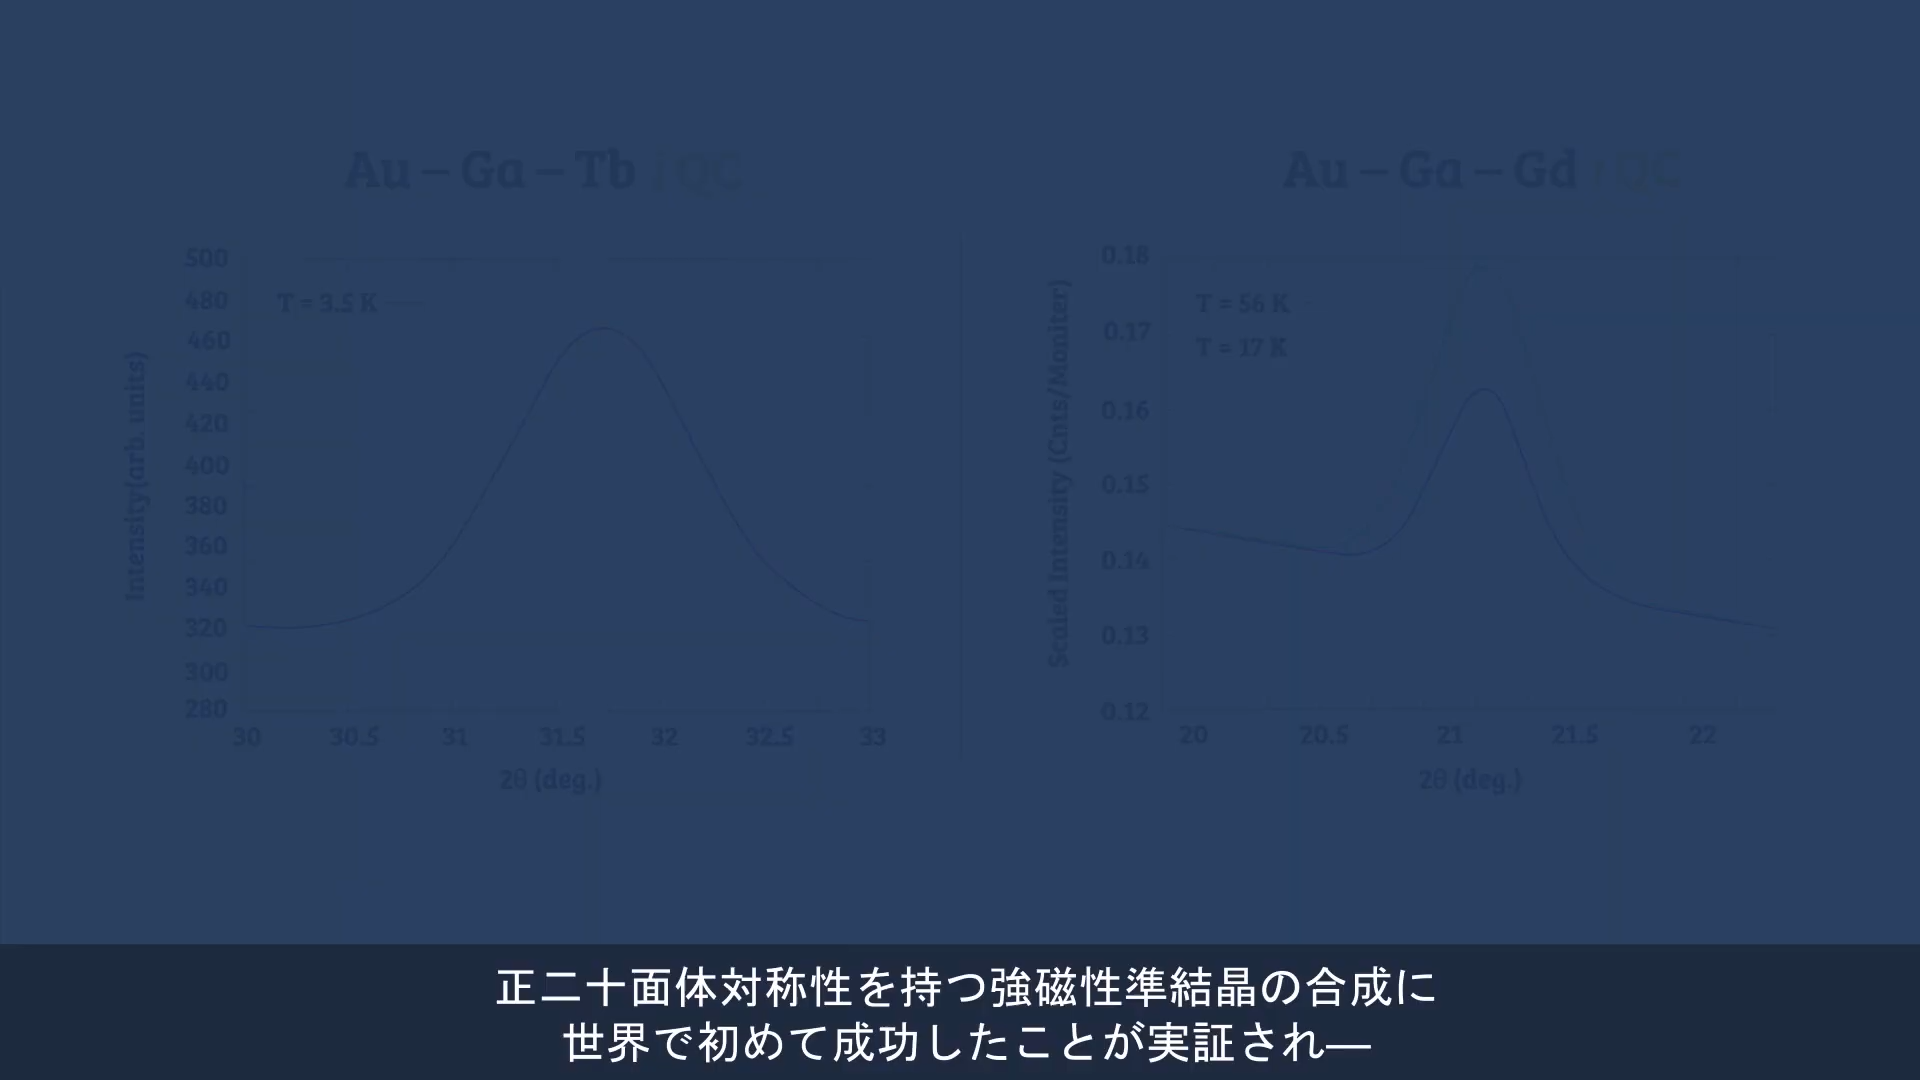 Au – Ga – Tb i QC
Au – Ga – Gd i QC
500
480
460
440
420
400
380
360
340
320
300
280
T = 3.5 K
Intensity(arb. units)
30 30.5 31 31.5 32 32.5 33
2θ (deg.)
0.18
0.17
0.16
0.15
0.14
0.13
0.12
T = 56 K
T = 17 K
Scaled Intensity (Cnts/Moniter)
20 20.5 21 21.5 22
2θ (deg.)
正二十面体対称性を持つ強磁性準結晶の合成に
世界で初めて成功したことが実証され―